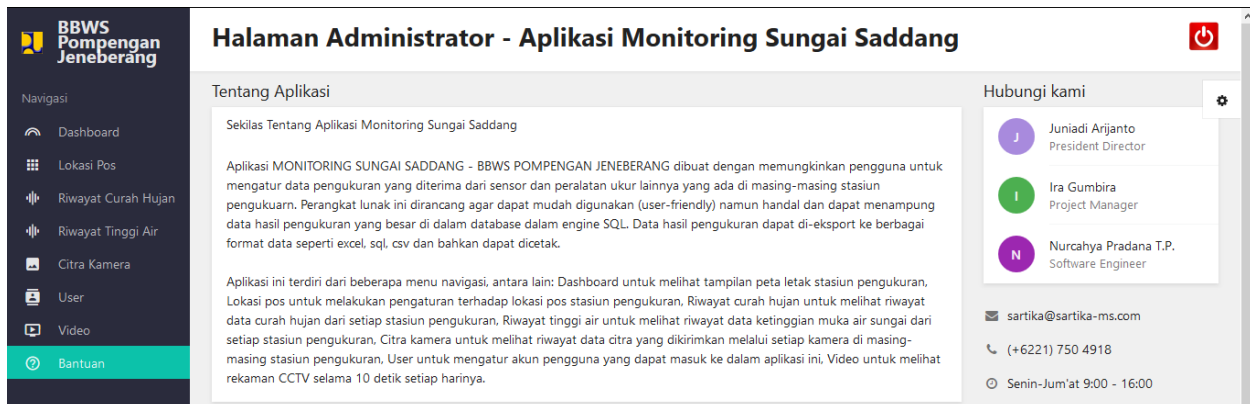 BBWS
Pompengan
Jeneberang
Halaman Administrator - Aplikasi Monitoring Sungai Saddang
Navigasi
Dashboard
Lokasi Pos
Riwayat Curah Hujan
Riwayat Tinggi Air
Citra Kamera
User
Video
Bantuan
Tentang Aplikasi
Sekilas Tentang Aplikasi Monitoring Sungai Saddang
Aplikasi MONITORING SUNGAI SADDANG - BBWS POMPENGAN JENEBERANG dibuat dengan memungkinkan pengguna untuk
mengatur data pengukuran yang diterima dari sensor dan peralatan ukur lainnya yang ada di masing-masing stasiun
pengukuarn. Perangkat lunak ini dirancang agar dapat mudah digunakan (user-friendly) namun handal dan dapat menampung
data hasil pengukuran yang besar di dalam database dalam engine SQL. Data hasil pengukuran dapat di-eksport ke berbagai
format data seperti excel, sql, csv dan bahkan dapat dicetak.
Aplikasi ini terdiri dari beberapa menu navigasi, antara lain: Dashboard untuk melihat tampilan peta letak stasiun pengukuran,
Lokasi pos untuk melakukan pengaturan terhadap lokasi pos stasiun pengukuran, Riwayat curah hujan untuk melihat riwayat
data curah hujan dari setiap stasiun pengukuran, Riwayat tinggi air untuk melihat riwayat data ketinggian muka air sungai dari
setiap stasiun pengukuran, Citra kamera untuk melihat riwayat data citra yang dikirimkan melalui setiap kamera di masing-
masing stasiun pengukuran, User untuk mengatur akun pengguna yang dapat masuk ke dalam aplikasi ini, Video untuk melihat
rekaman CCTV selama 10 detik setiap harinya.
Hubungi kami
J
Juniadi Arijanto
President Director
I
Ira Gumbira
Project Manager
N
Nurcahya Pradana T.P.
Software Engineer
sartika@sartika-ms.com
(+6221) 750 4918
Senin-Jum'at 9:00 - 16:00